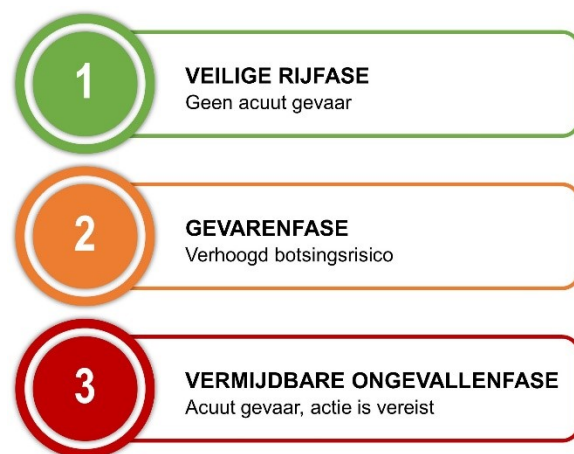 1
VEILIGE RIJFASE
Geen acuut gevaar
2
GEVARENFASE
Verhoogd botsingsrisico
3
VERMIJDBARE ONGEVALLENFASE
Acuut gevaar, actie is vereist